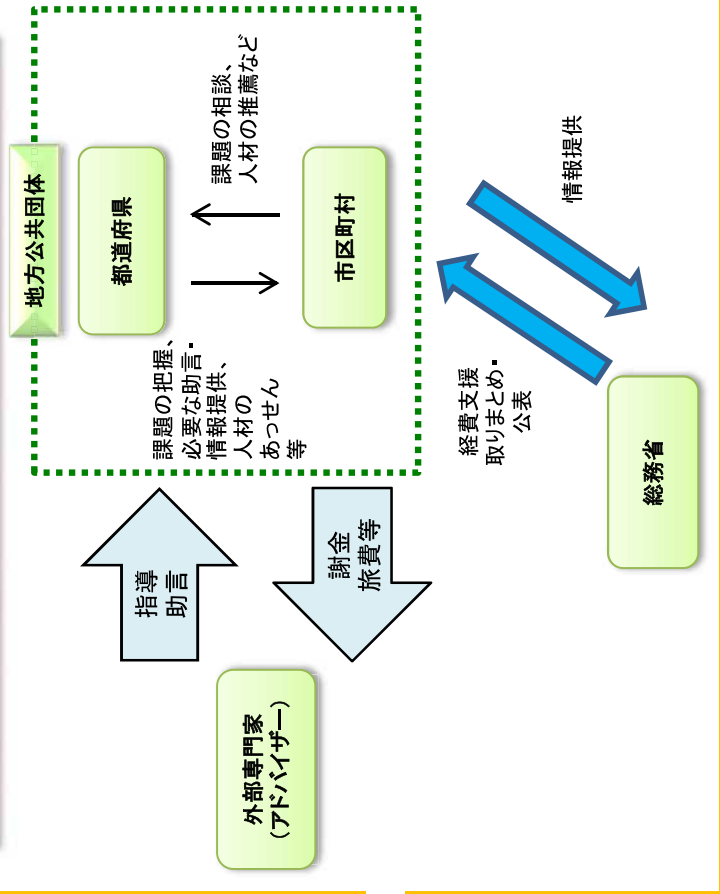 地方公共団体
都道府県
課題の相談、
人材の推薦など
市区町村
課題の把握、
必要な助言・
情報提供、
人材の
あっせん
等
情報提供
経費支援
取りまとめ・
公表
総務省
指導
助言
謝金
旅費等
外部専門家
（アドバイザー）